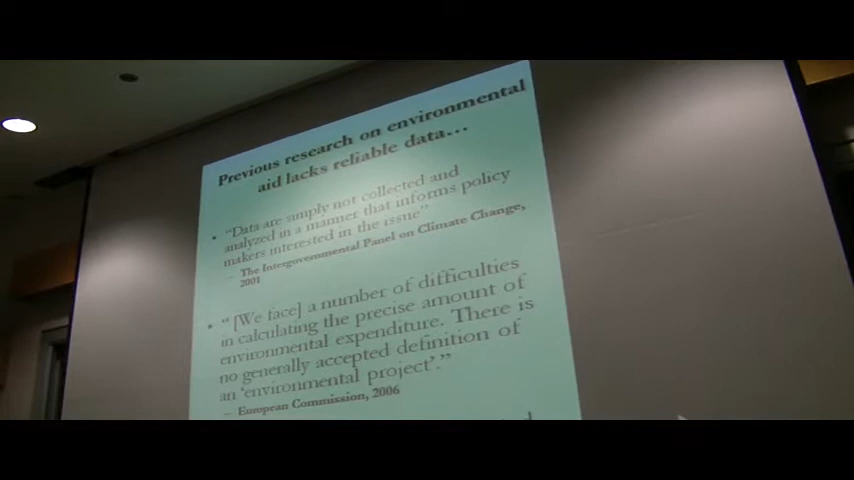 Previous research on environmental
aid lacks reliable data...
• “Data are simply not collected and
analyzed in a manner that informs policy
makers interested in the issue”
– The Intergovernmental Panel on Climate Change,
2001
• “ [We face] a number of difficulties
in calculating the precise amount of
environmental expenditure. There is
no generally accepted definition of
an ‘environmental project’.”
– European Commission, 2006